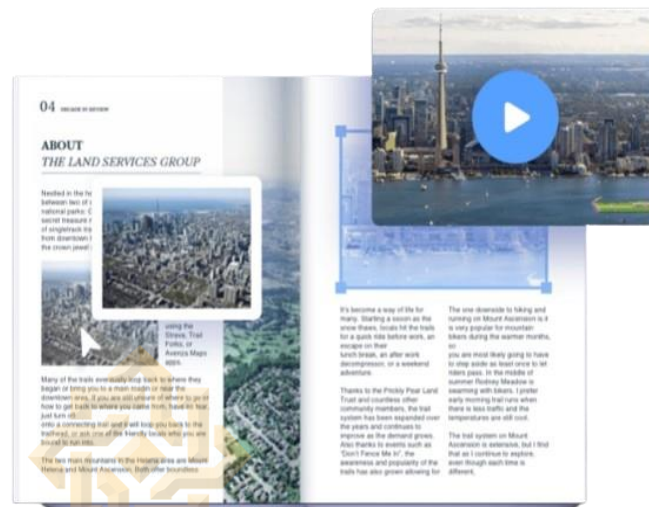 04 DECADE IN REVIEW
ABOUT
THE LAND SERVICES GROUP
Nestled in the he
between two of
national parks: G
secret treasure
of singletrack tra
from downtown
the crown jewel
using the
Strava, Trail
Forks, or
Avenza Maps
apps.
Many of the trails eventually loop back to where they
began or bring you to a main roadin or near the
downtown area. If you are still unsure of where to go or
how to get back to where you came from, have no fear,
just turn
onto a connecting trail and it will loop you back to the
trailhead, or ask one of the friendly locals who you are
bound to run into.
The two main mountains in the Helena area are Mount
Helena and Mount Ascension. Both offer boundless
It's become a way of life for
many. Starting a soon as the
snow thaws, locals hit the trails
for a quick ride before work, an
escape on their
lunch break, an after work
decompressor, or a weekend
adventure.
Thanks to the Prickly Pear Land
Trust and countless other
community members, the trail
system has been expanded over
the years and continues to
improve as the demand grows.
Also thanks to events such as
"Don't Fence Me In", the
awareness and popularity of the
trails has also grown allowing for
The one downside to hiking and
running on Mount Ascension is it
is very popular for mountain
bikers during the warmer months,
so
you are most likely going to have
to step aside as least once to let
riders pass. In the middle of
summer Rodney Meadow is
swarming with bikers. I prefer
early morning trail runs when
there is less traffic and the
temperatures are still cool.
The trail system on Mount
Ascension is extensive, but I find
that as I continue to explore,
even though each time is
different.